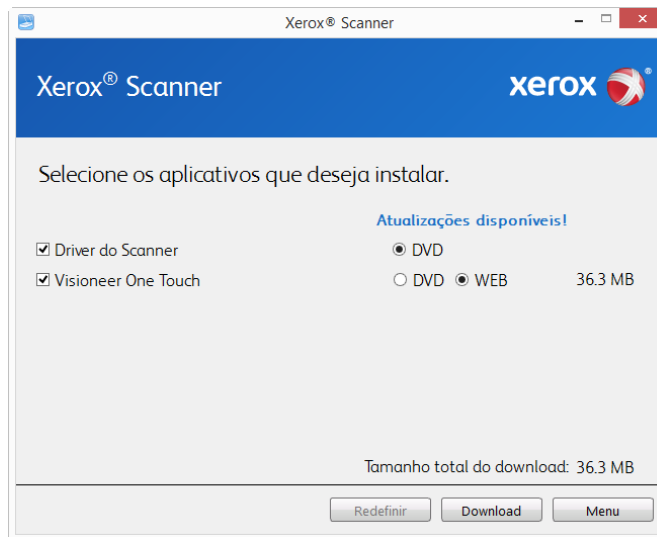 Xerox® Scanner
Xerox® Scanner
xerox ®
Selecione os aplicativos que deseja instalar.
Atualizações disponíveis!
Driver do Scanner DVD
Visioneer One Touch DVD WEB 36.3 MB
Tamanho total do download: 36.3 MB
Redefinir Download Menu